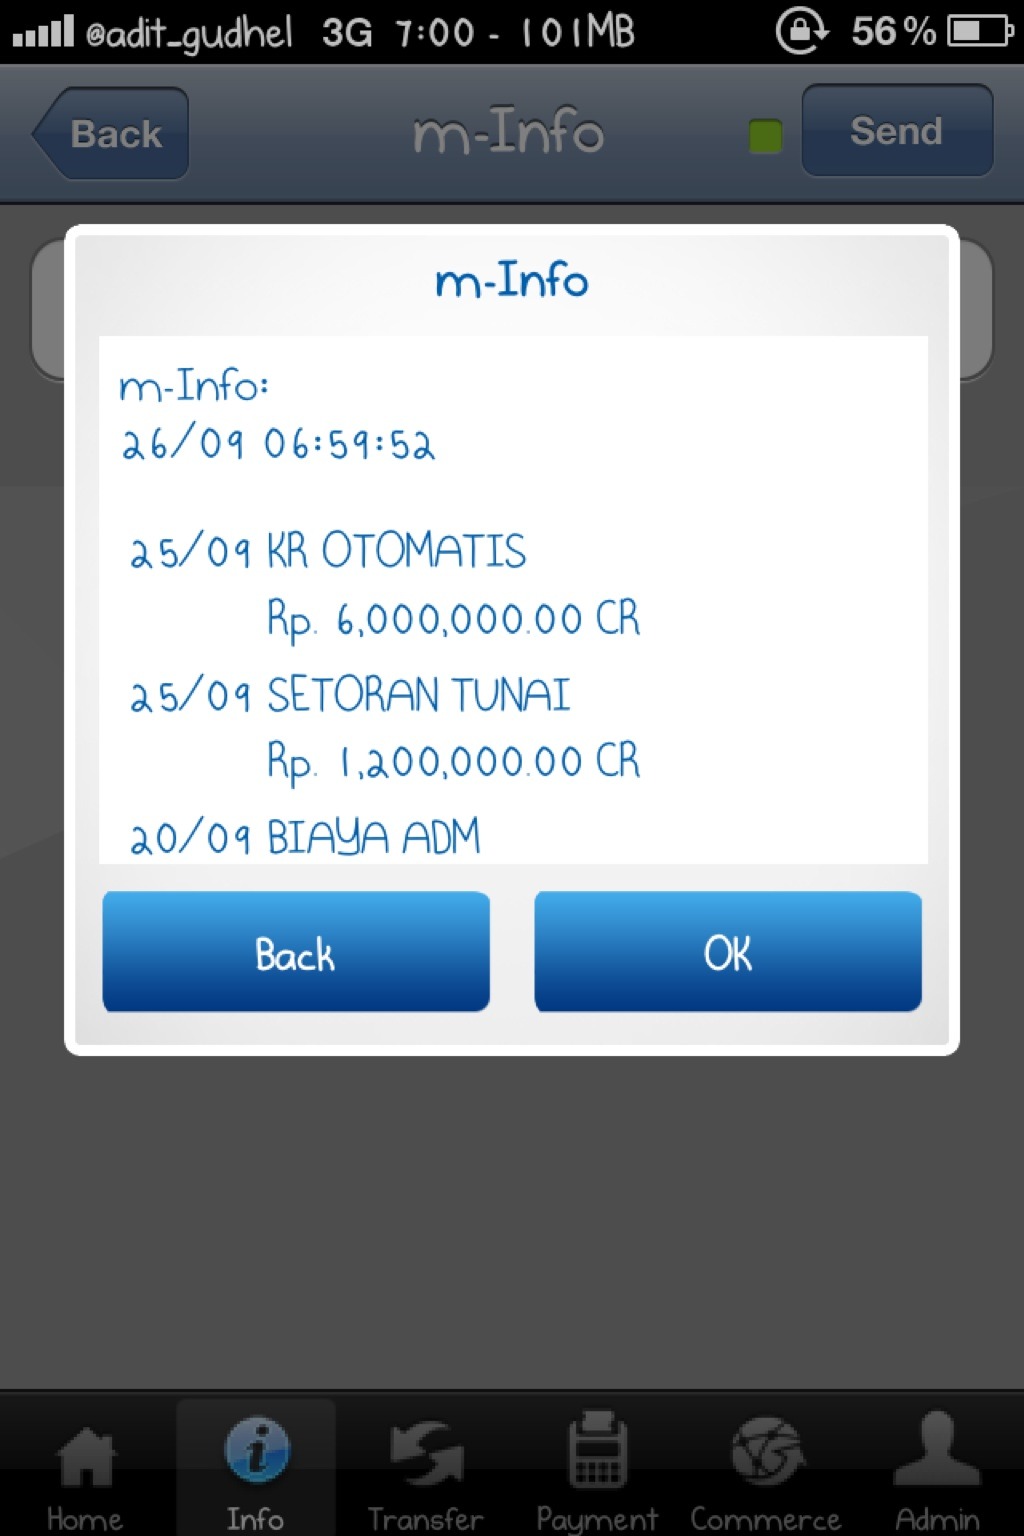 @adit_gudhel 3G 7:00 - 101MB 56%
Back m-Info Send
m-Info
m-Info:
26/09 06:59:52
25/09 KR OTOMATIS
Rp. 6,000,000.00 CR
25/09 SETORAN TUNAI
Rp. 1,200,000.00 CR
20/09 BIAYA ADM
Back OK
Home Info Transfer Payment Commerce Admin